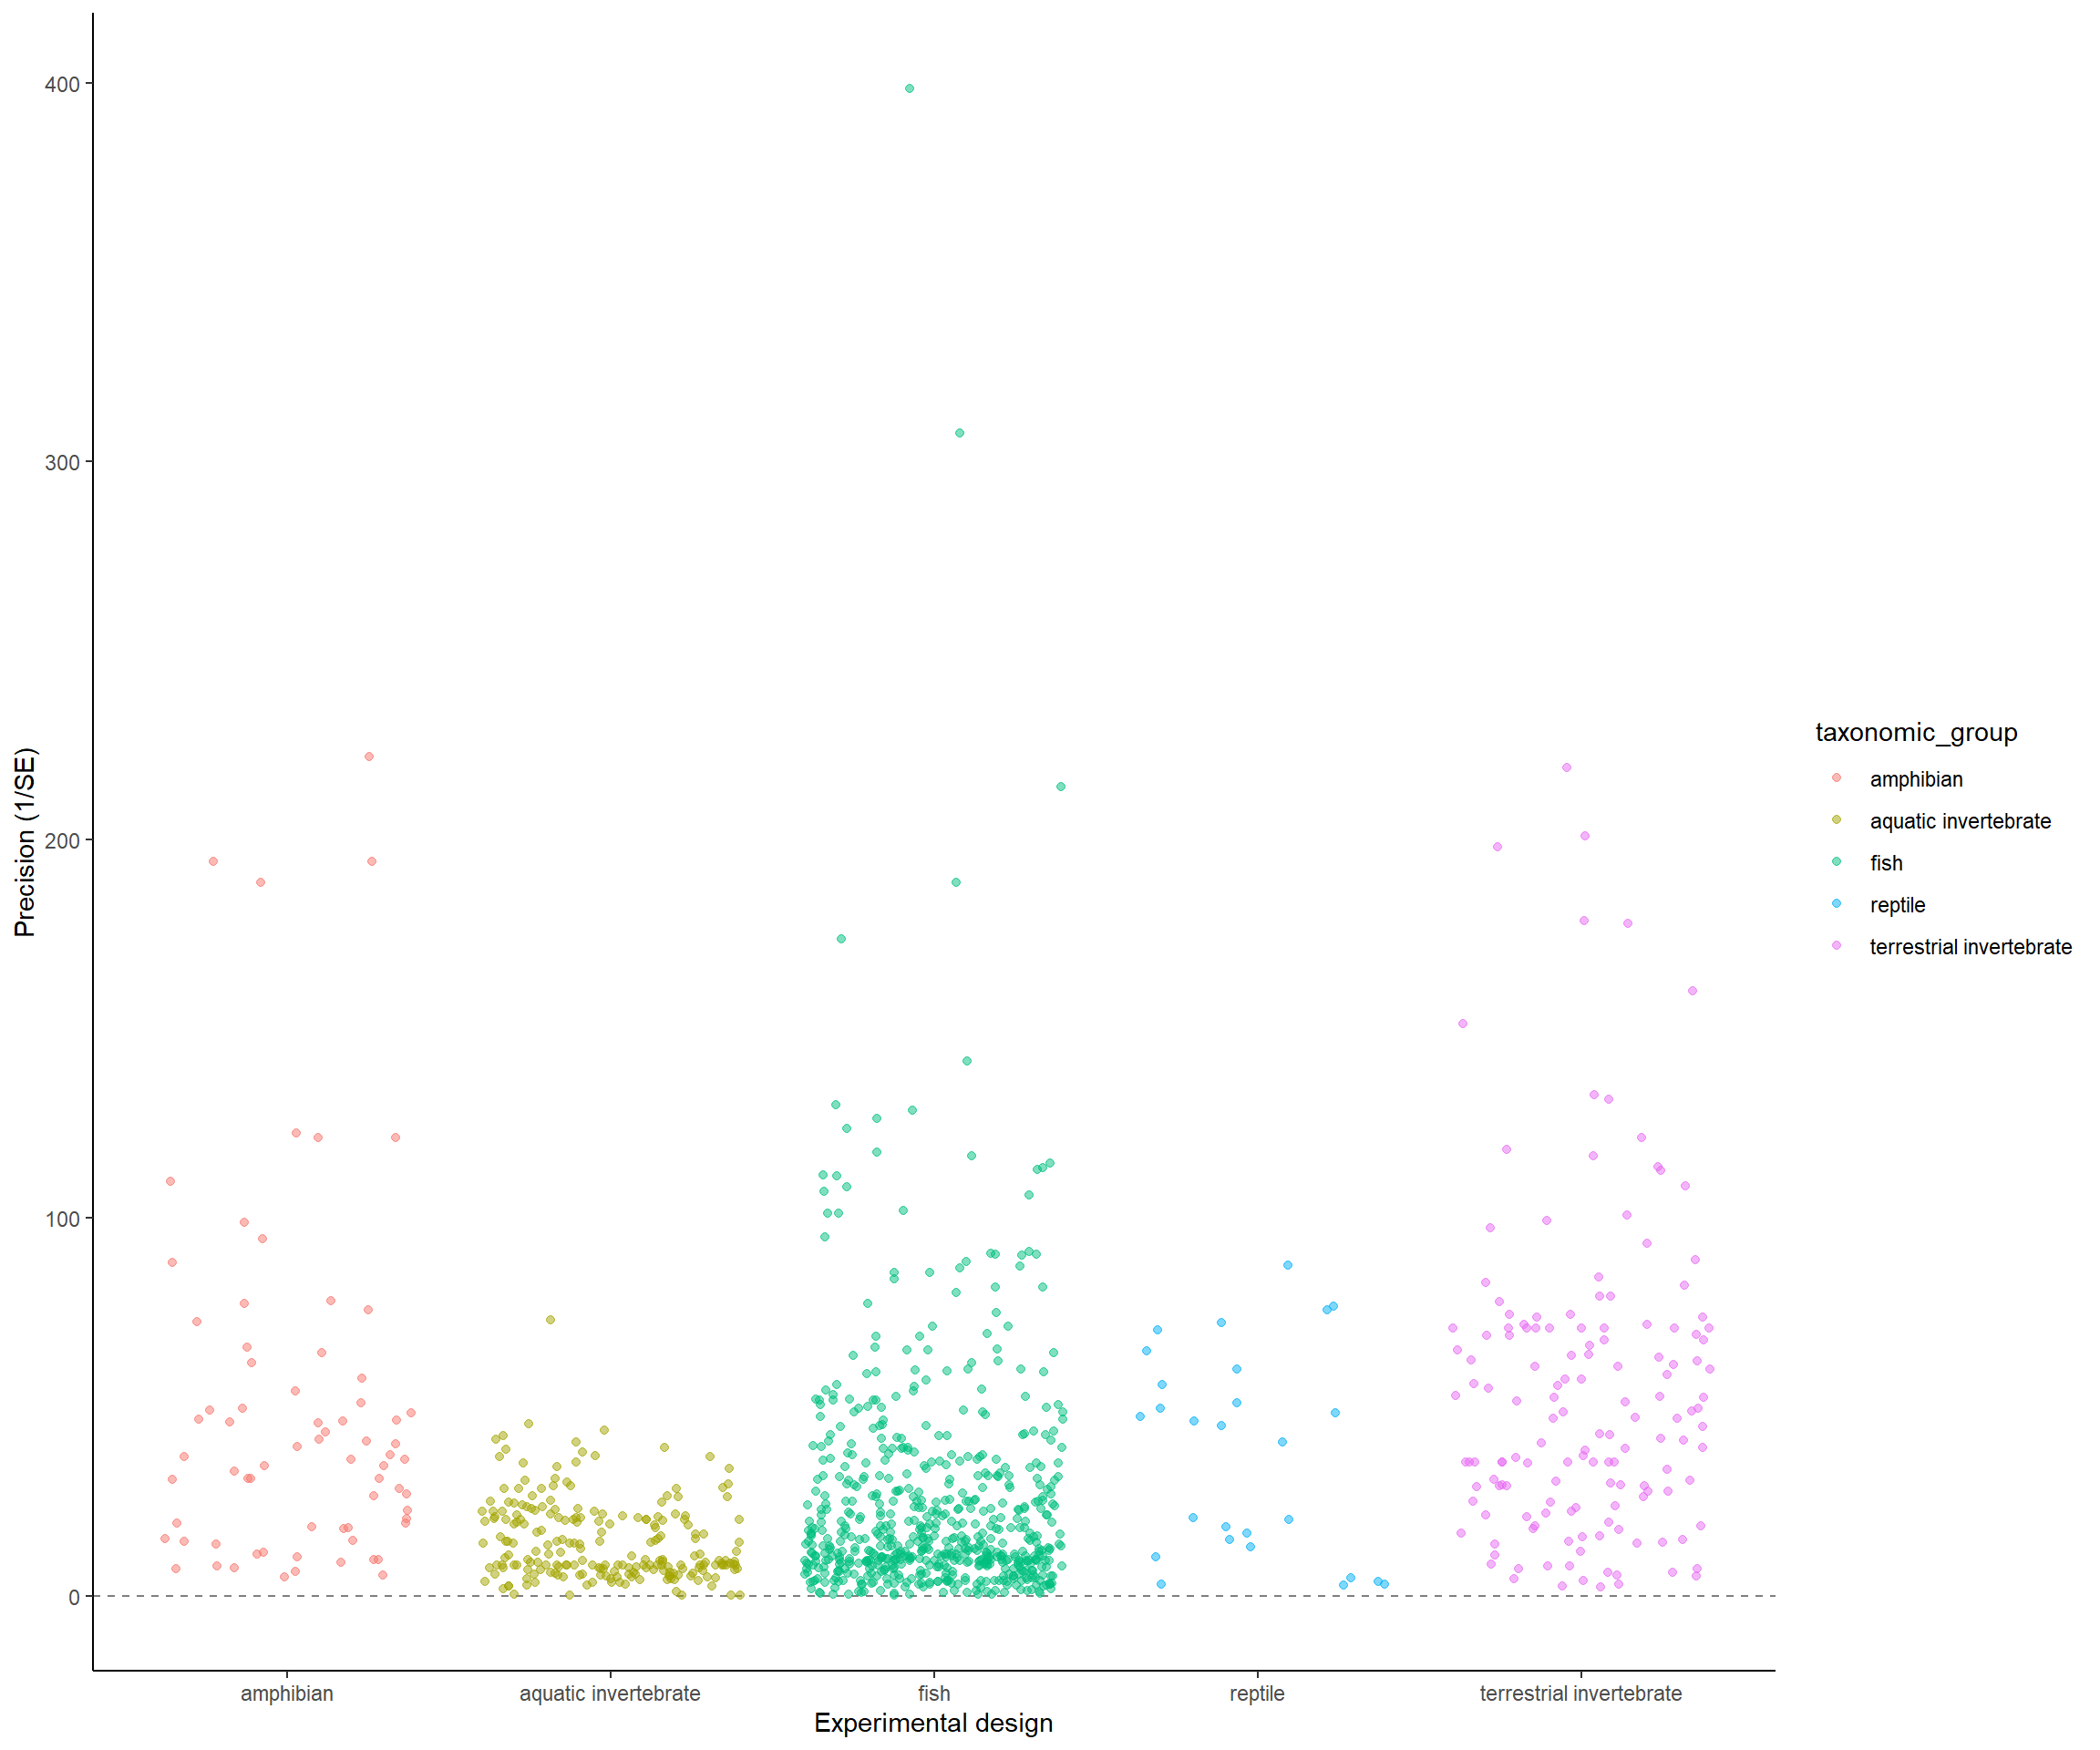 400
300
200
100
0
Precision (1/SE)
amphibian
aquatic invertebrate
fish
reptile
terrestrial invertebrate
Experimental design
taxonomic_group
amphibian
aquatic invertebrate
fish
reptile
terrestrial invertebrate